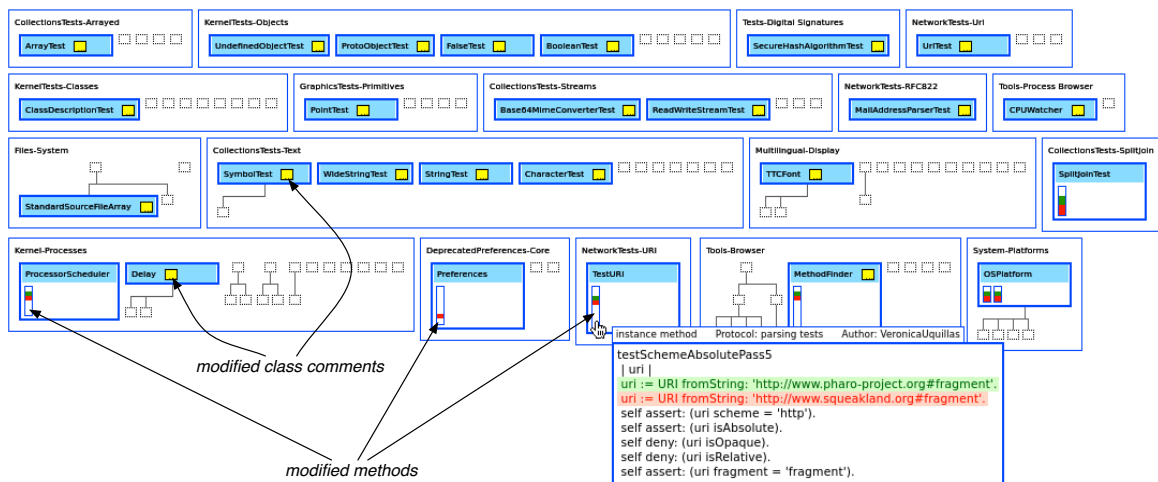 CollectionsTests-Arrayed
KernelTests-Objects
Tests-Digital Signatures
NetworkTests-Url
ArrayTest
UndefinedObjectTest
ProtoObjectTest
FalseTest
BooleanTest
SecureHashAlgorithmTest
UrlTest
KernelTests-Classes
GraphicsTests-Primitives
CollectionsTests-Streams
NetworkTests-RFC822
Tools-Process Browser
ClassDescriptionTest
PointTest
Base64MimeConverterTest
ReadWriteStreamTest
MailAddressParserTest
CPUWatcher
Files-System
CollectionsTests-Text
Multilingual-Display
CollectionsTests-SplitJoin
SymbolTest
WideStringTest
StringTest
CharacterTest
TTCFont
SplitJoinTest
StandardSourceFileArray
Kernel-Processes
DeprecatedPreferences-Core
NetworkTests-URI
Tools-Browser
System-Platforms
ProcessorScheduler
Delay
Preferences
TestURI
MethodFinder
OSPlatform
instance method Protocol: parsing tests Author: VeronicaUquillas
testSchemeAbsolutePass5
| uri |
uri := URI fromString: 'http://www.pharo-project.org#fragment'.
uri := URI fromString: 'http://www.squeakland.org#fragment'.
self assert: (uri scheme = 'http').
self assert: (uri isAbsolute).
self deny: (uri isOpaque).
self deny: (uri isRelative).
self assert: (uri fragment = 'fragment').
modified class comments
modified methods